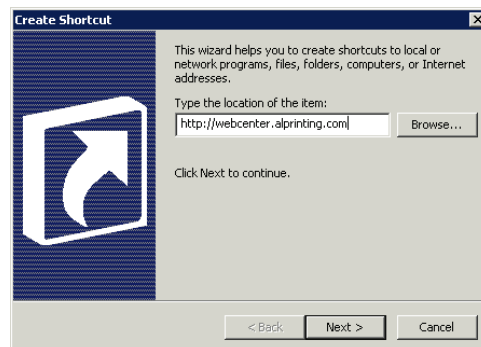 Create Shortcut
This wizard helps you to create shortcuts to local or
network programs, files, folders, computers, or Internet
addresses.
Type the location of the item:
http://webcenter.alprinting.com
Browse...
Click Next to continue.
< Back
Next >
Cancel